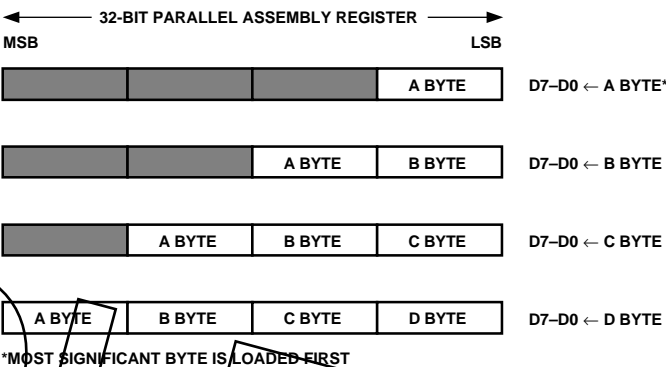 32-BIT PARALLEL ASSEMBLY REGISTER
MSB LSB
A BYTE D7–D0 ← A BYTE*
A BYTE B BYTE D7–D0 ← B BYTE
A BYTE B BYTE C BYTE D7–D0 ← C BYTE
A BYTE B BYTE C BYTE D BYTE D7–D0 ← D BYTE
*MOST SIGNIFICANT BYTE IS LOADED FIRST